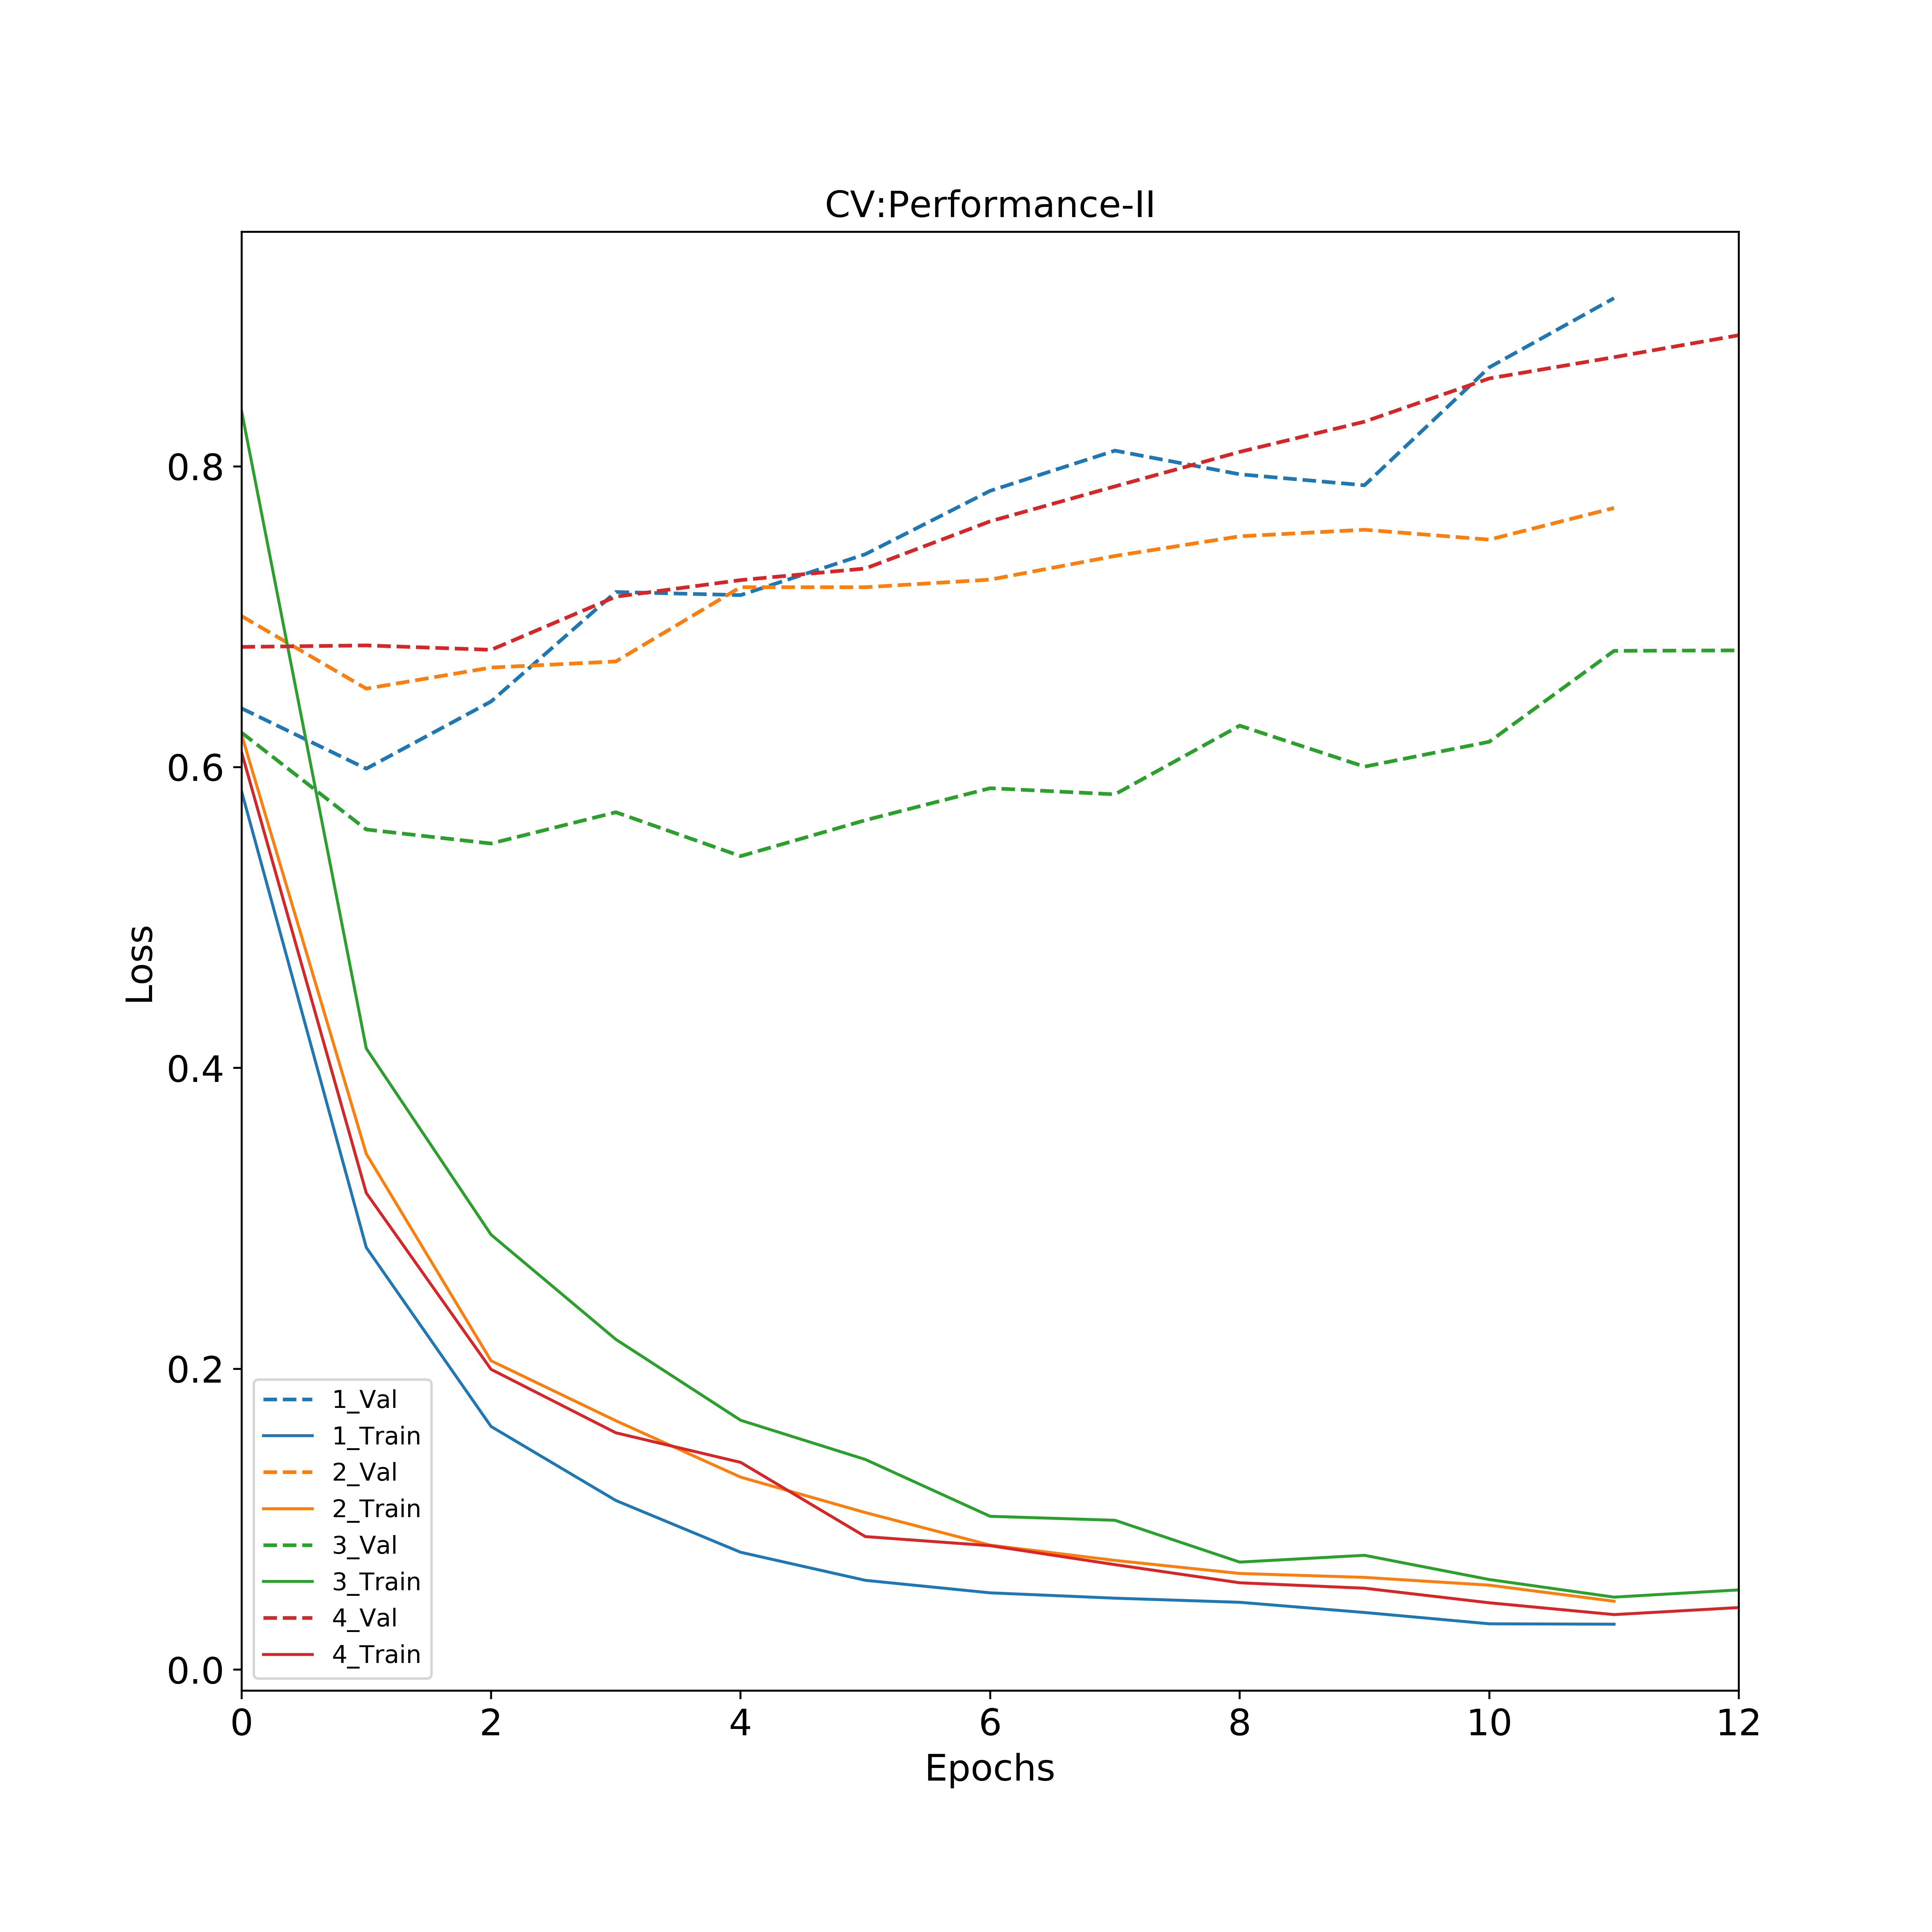 CV:Performance-II
Loss
0.8
0.6
0.4
0.2
0.0
1_Val
1_Train
2_Val
2_Train
3_Val
3_Train
4_Val
4_Train
0 2 4 6 8 10 12
Epochs